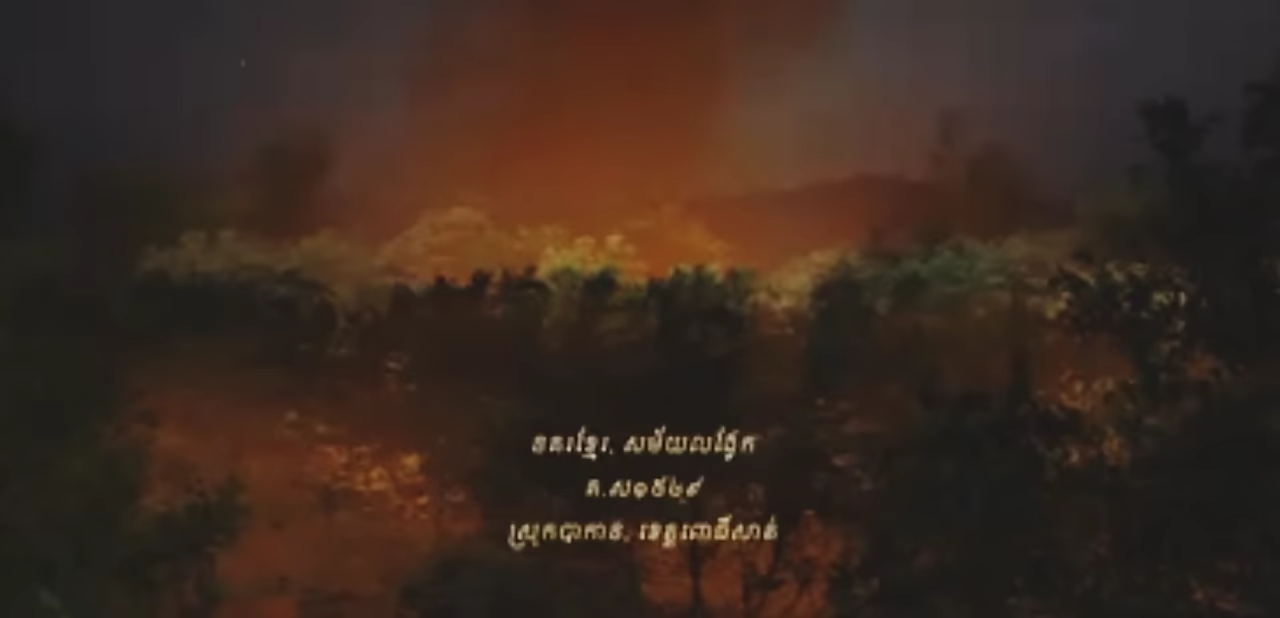 នគរខ្មែរ, សម័យលង្វែក
គ.ស១៥៦៩
ស្រុកបាកាន, ខេត្តពោធិ៍សាត់